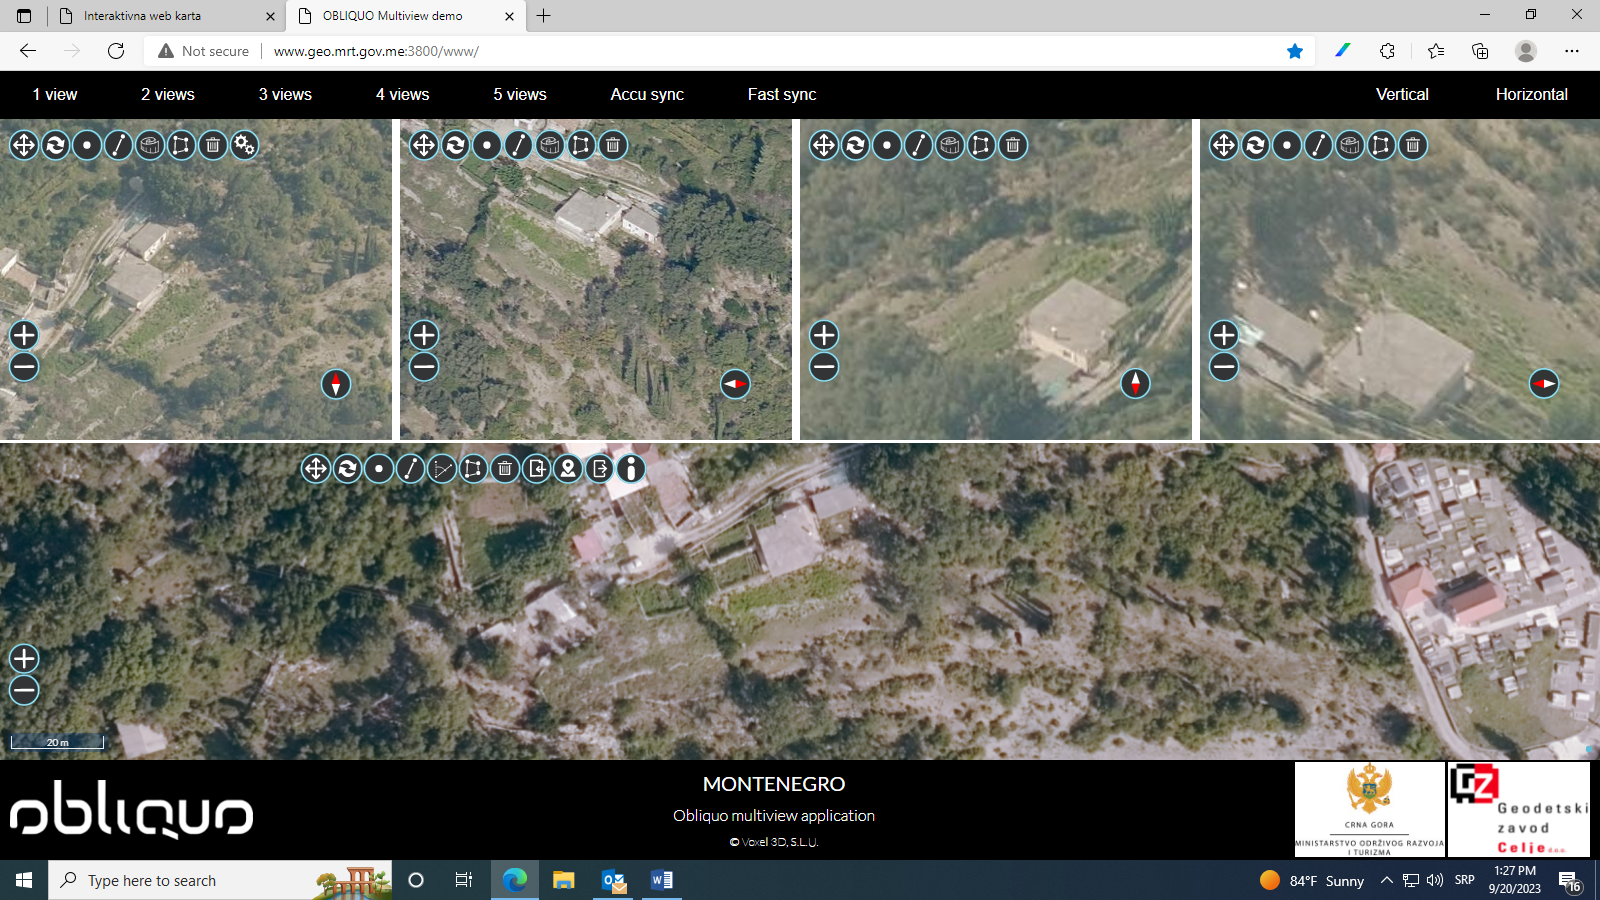 Interaktivna web karta
OBLIQUO Multiview demo
Not secure
www.geo.mrt.gov.me:3800/www/
1 view
2 views
3 views
4 views
5 views
Accu sync
Fast sync
Vertical
Horizontal
20 m
obliquo
MONTENEGRO
Obliquo multiview application
© Voxel 3D, S.L.U.
CRNA GORA
MINISTARSTVO ODRŽIVOG RAZVOJA
I TURIZMA
GZ
Geodetski
zavod
Celje d.o.o.
Type here to search
84°F Sunny
SRP
1:27 PM
9/20/2023
16